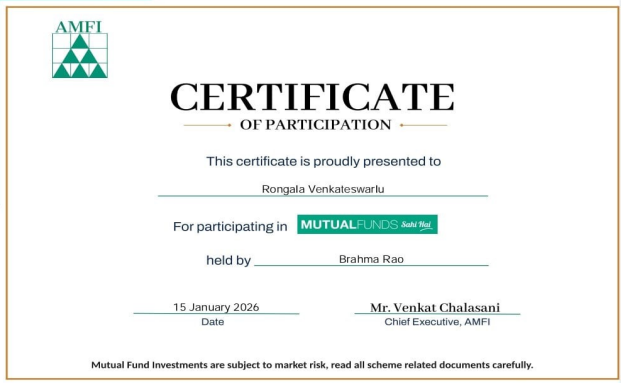 AMFI
CERTIFICATE
OF PARTICIPATION
This certificate is proudly presented to
Rongala Venkateswarlu
For participating in MUTUALFUNDS Sahi Hai
held by Brahma Rao
15 January 2026 Mr. Venkat Chalasani
Date Chief Executive, AMFI
Mutual Fund Investments are subject to market risk, read all scheme related documents carefully.